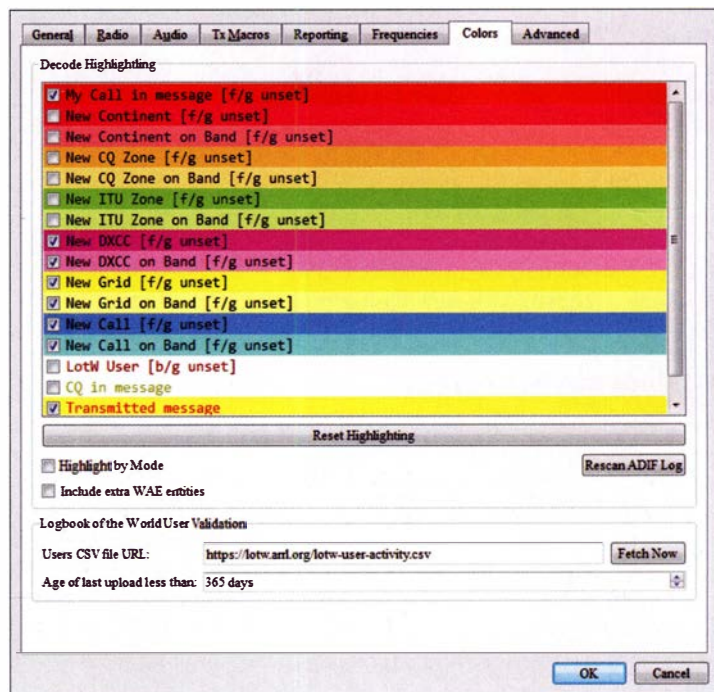 General Radio Audio Tx Macros Reporting Frequencies Colors Advanced
Decode Highlighting
My Call in message [f/g unset]
New Continent [f/g unset]
New Continent on Band [f/g unset]
New CQ Zone [f/g unset]
New CQ Zone on Band [f/g unset]
New ITU Zone [f/g unset]
New ITU Zone on Band [f/g unset]
New DXCC [f/g unset]
New DXCC on Band [f/g unset]
New Grid [f/g unset]
New Grid on Band [f/g unset]
New Call [f/g unset]
New Call on Band [f/g unset]
LotW User [b/g unset]
CQ in message
Transmitted message
Reset Highlighting
Highlight by Mode Rescan ADIF Log
Include extra WAE entities
Logbook of the World User Validation
Users CSV file URL: https://lotw.arrl.org/lotw-user-activity.csv Fetch Now
Age of last upload less than: 365 days
OK Cancel